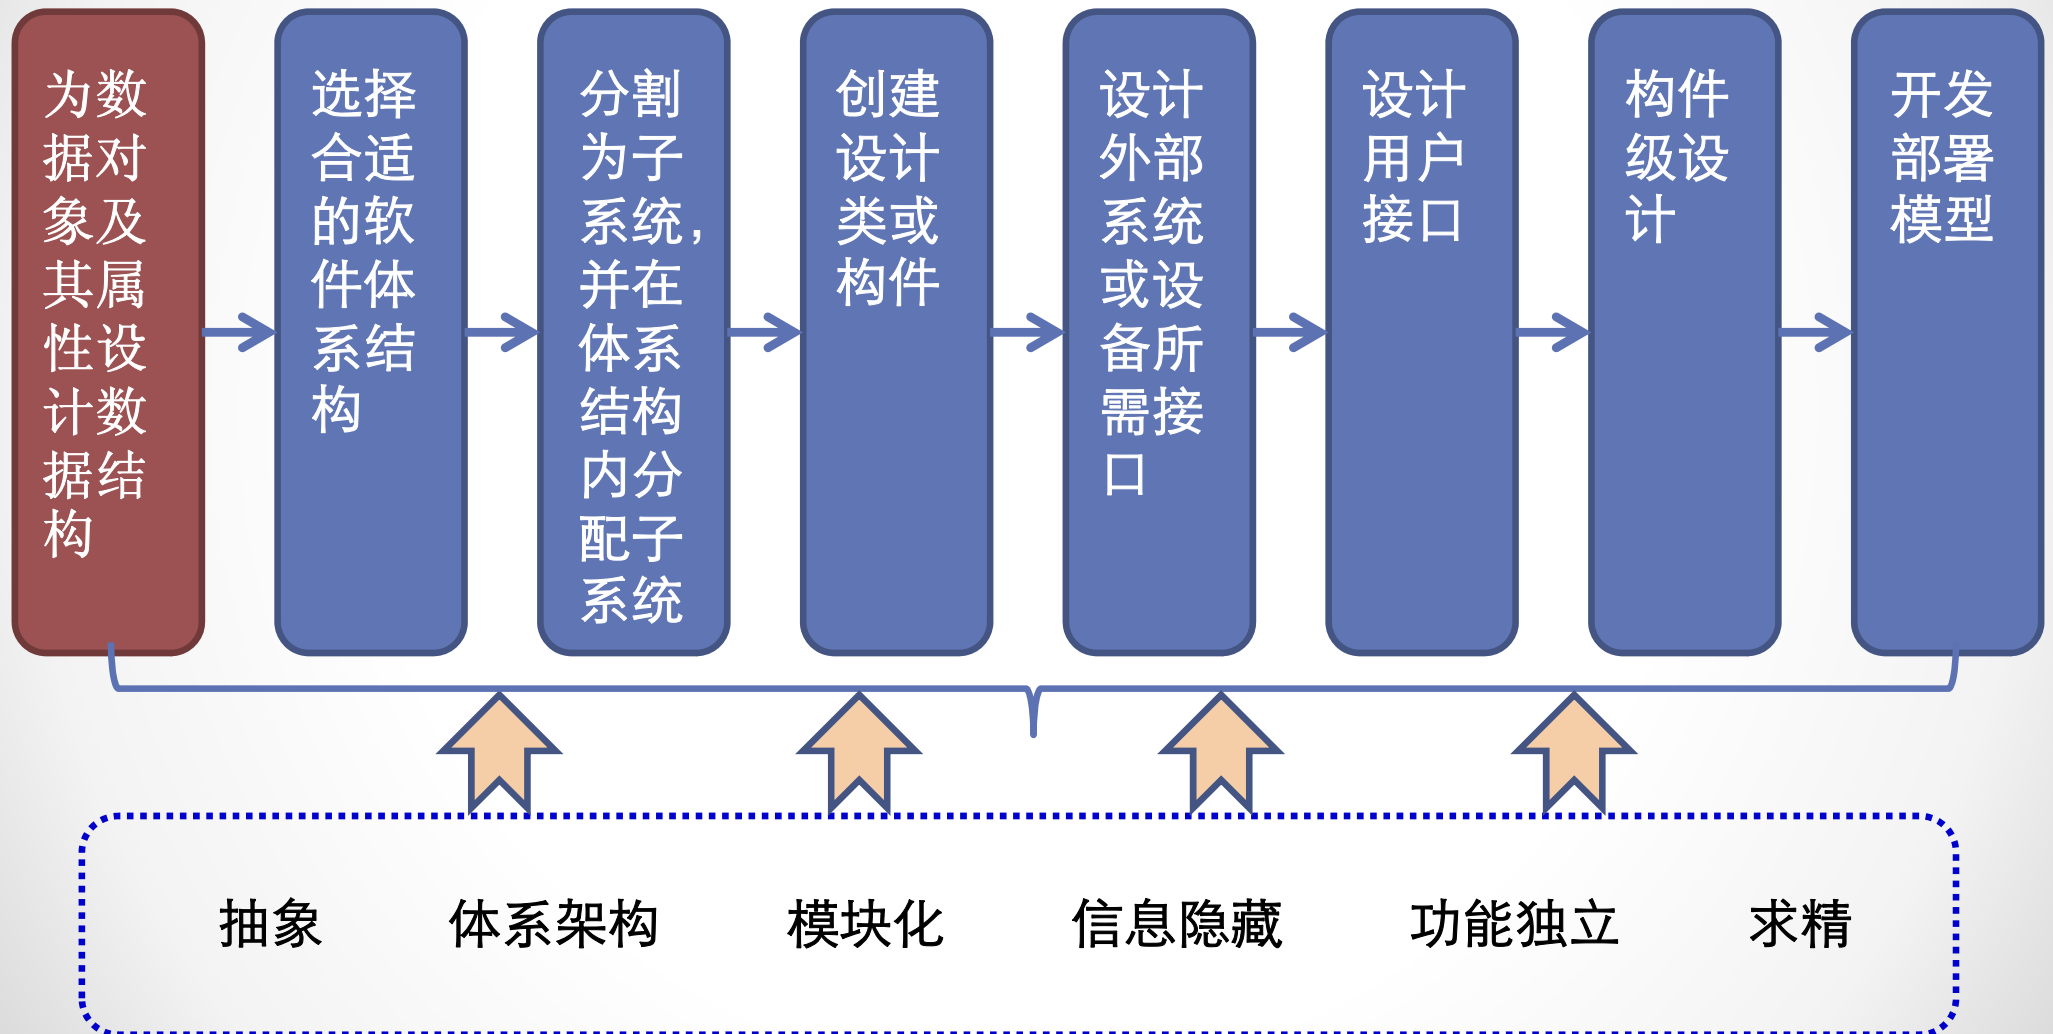 为数
据对
象及
其属
性设
计数
据结
构
选择
合适
的软
件体
系结
构
分割
为子
系统，
并在
体系
结构
内分
配子
系统
创建
设计
类或
构件
设计
外部
系统
或设
备所
需接
口
设计
用户
接口
构件
级设
计
开发
部署
模型
抽象 体系架构 模块化 信息隐藏 功能独立 求精